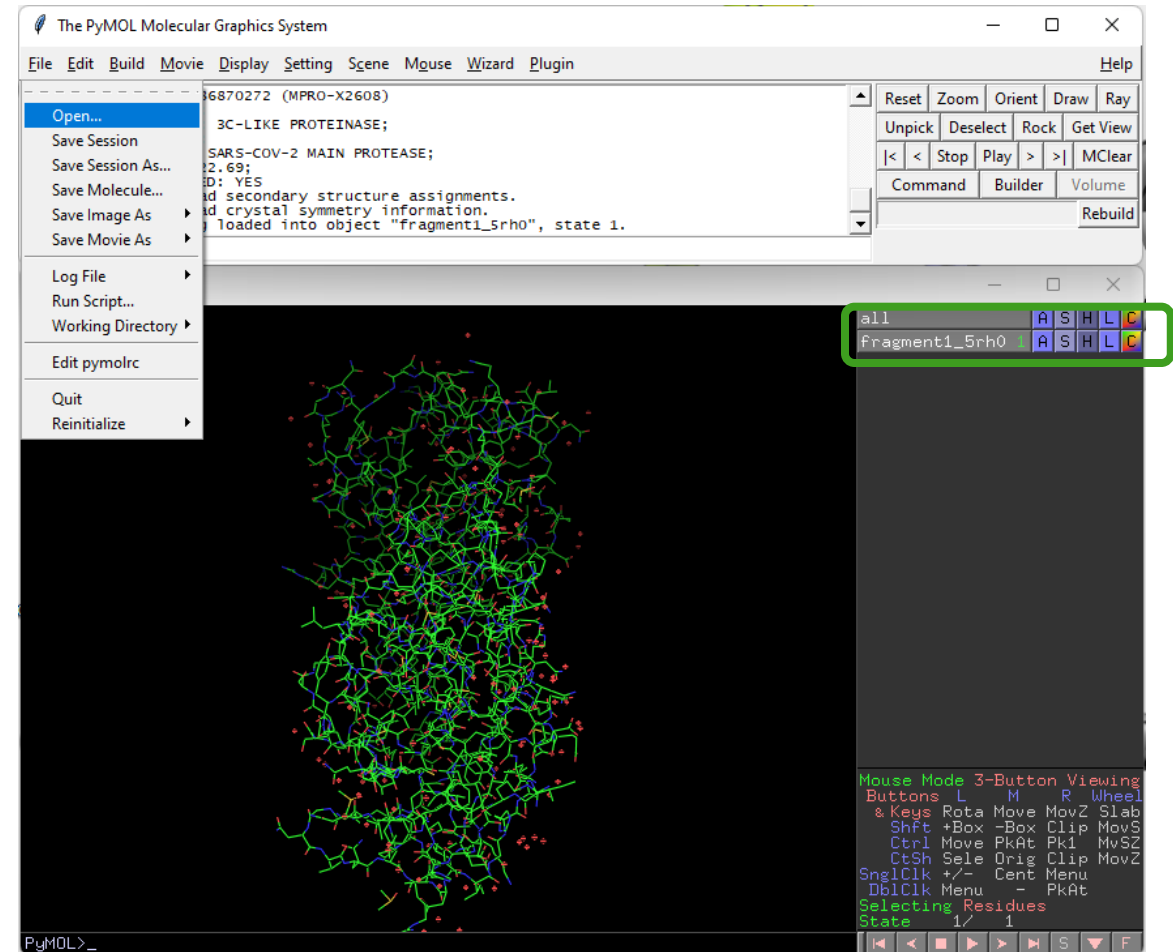 The PyMOL Molecular Graphics System
File Edit Build Movie Display Setting Scene Mouse Wizard Plugin Help
Open...
Save Session
Save Session As...
Save Molecule...
Save Image As
Save Movie As
Log File
Run Script...
Working Directory
Edit pymolrc
Quit
Reinitialize
36870272 (MPRO-X2608)
3C-LIKE PROTEINASE;
SARS-COV-2 MAIN PROTEASE;
22.69;
ED: YES
ad secondary structure assignments.
ad crystal symmetry information.
loaded into object "fragment1_5rh0", state 1.
Reset Zoom Orient Draw Ray
Unpick Deselect Rock Get View
|< < Stop Play > >| MClear
Command Builder Volume
Rebuild
all A S H L C
fragment1_5rh0 1 A S H L C
Mouse Mode 3-Button Viewing
Buttons L M R Wheel
& Keys Rota Move MovZ Slab
Shft +Box -Box Clip MovS
Ctrl Move PkAt Pk1 MvSZ
CtSh Sele Orig Clip MovZ
SnglClk +/- Cent Menu
DblClk Menu - PkAt
Selecting Residues
State 1/ 1
PyMOL>_
S F